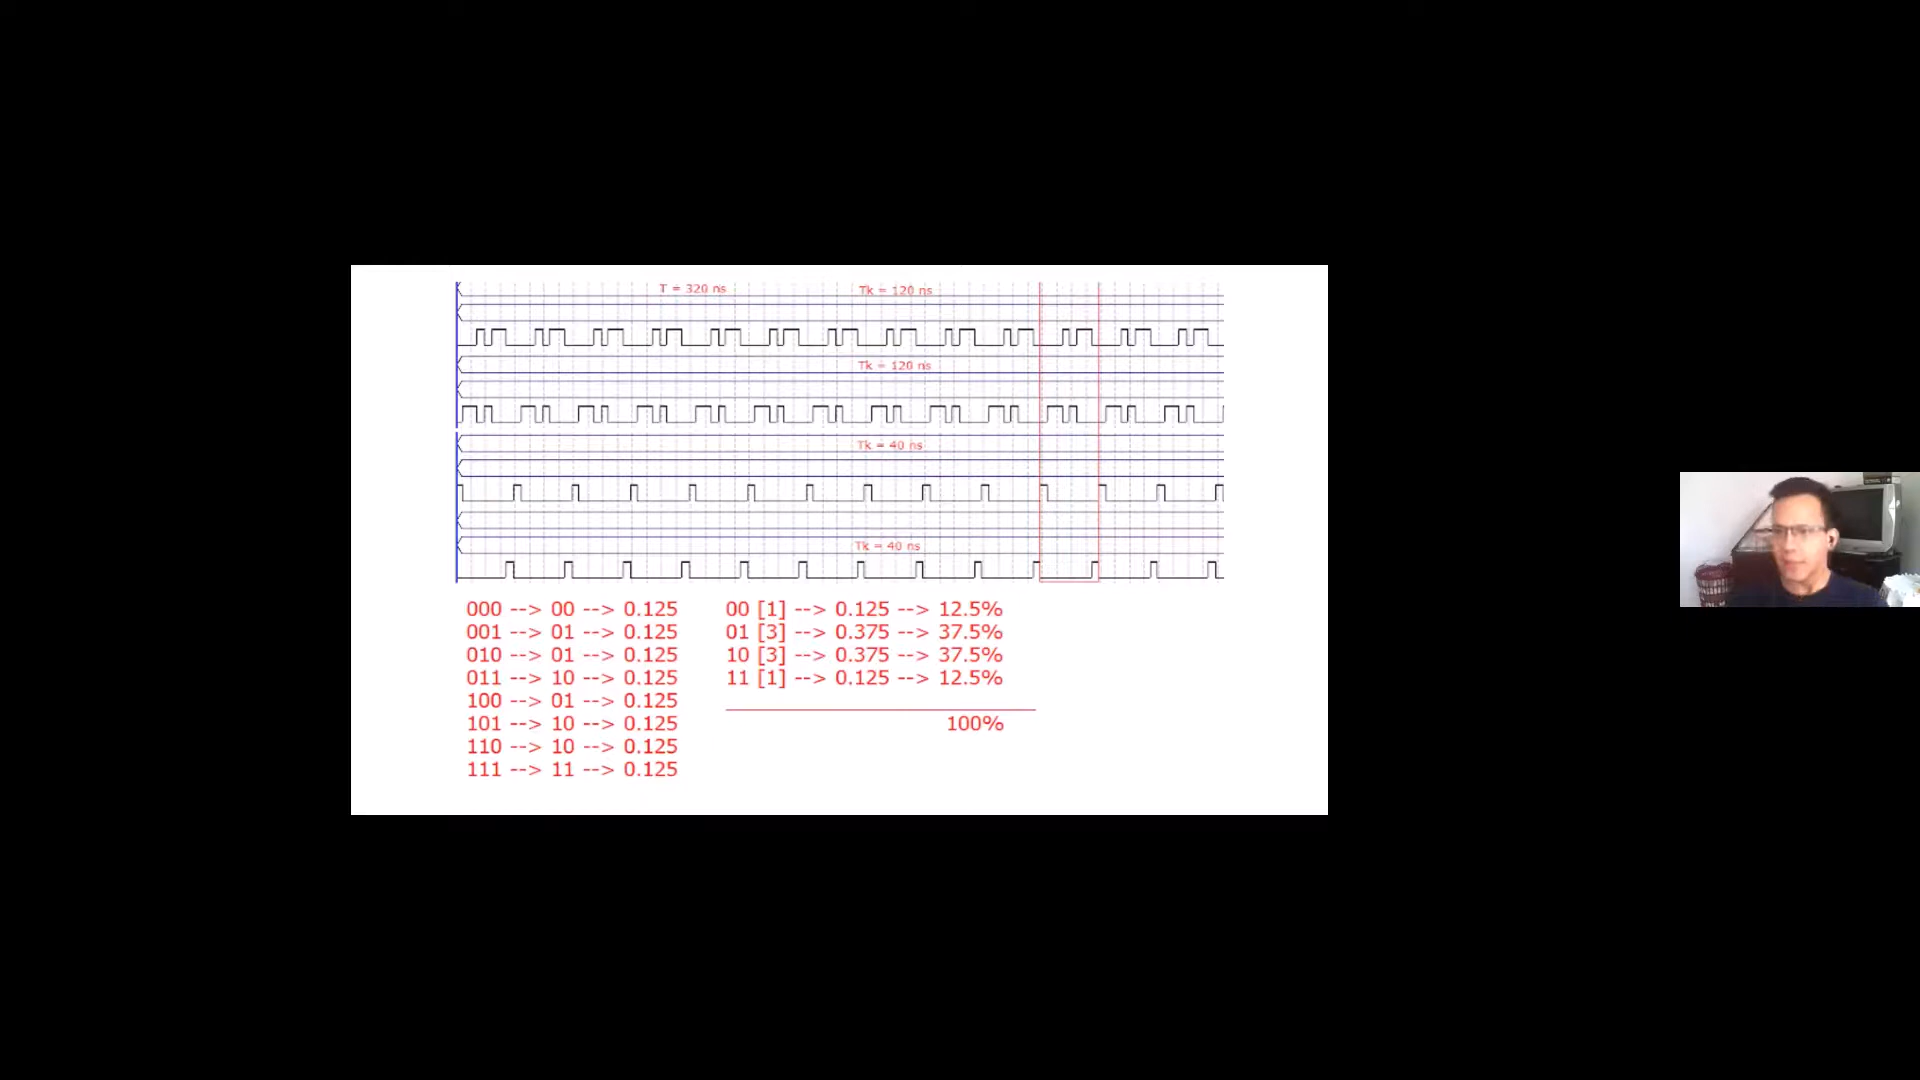 T = 320 ns Tk = 120 ns
Tk = 120 ns
Tk = 40 ns
Tk = 40 ns
000 --> 00 --> 0.125
001 --> 01 --> 0.125
010 --> 01 --> 0.125
011 --> 10 --> 0.125
100 --> 01 --> 0.125
101 --> 10 --> 0.125
110 --> 10 --> 0.125
111 --> 11 --> 0.125
00 [1] --> 0.125 --> 12.5%
01 [3] --> 0.375 --> 37.5%
10 [3] --> 0.375 --> 37.5%
11 [1] --> 0.125 --> 12.5%
100%